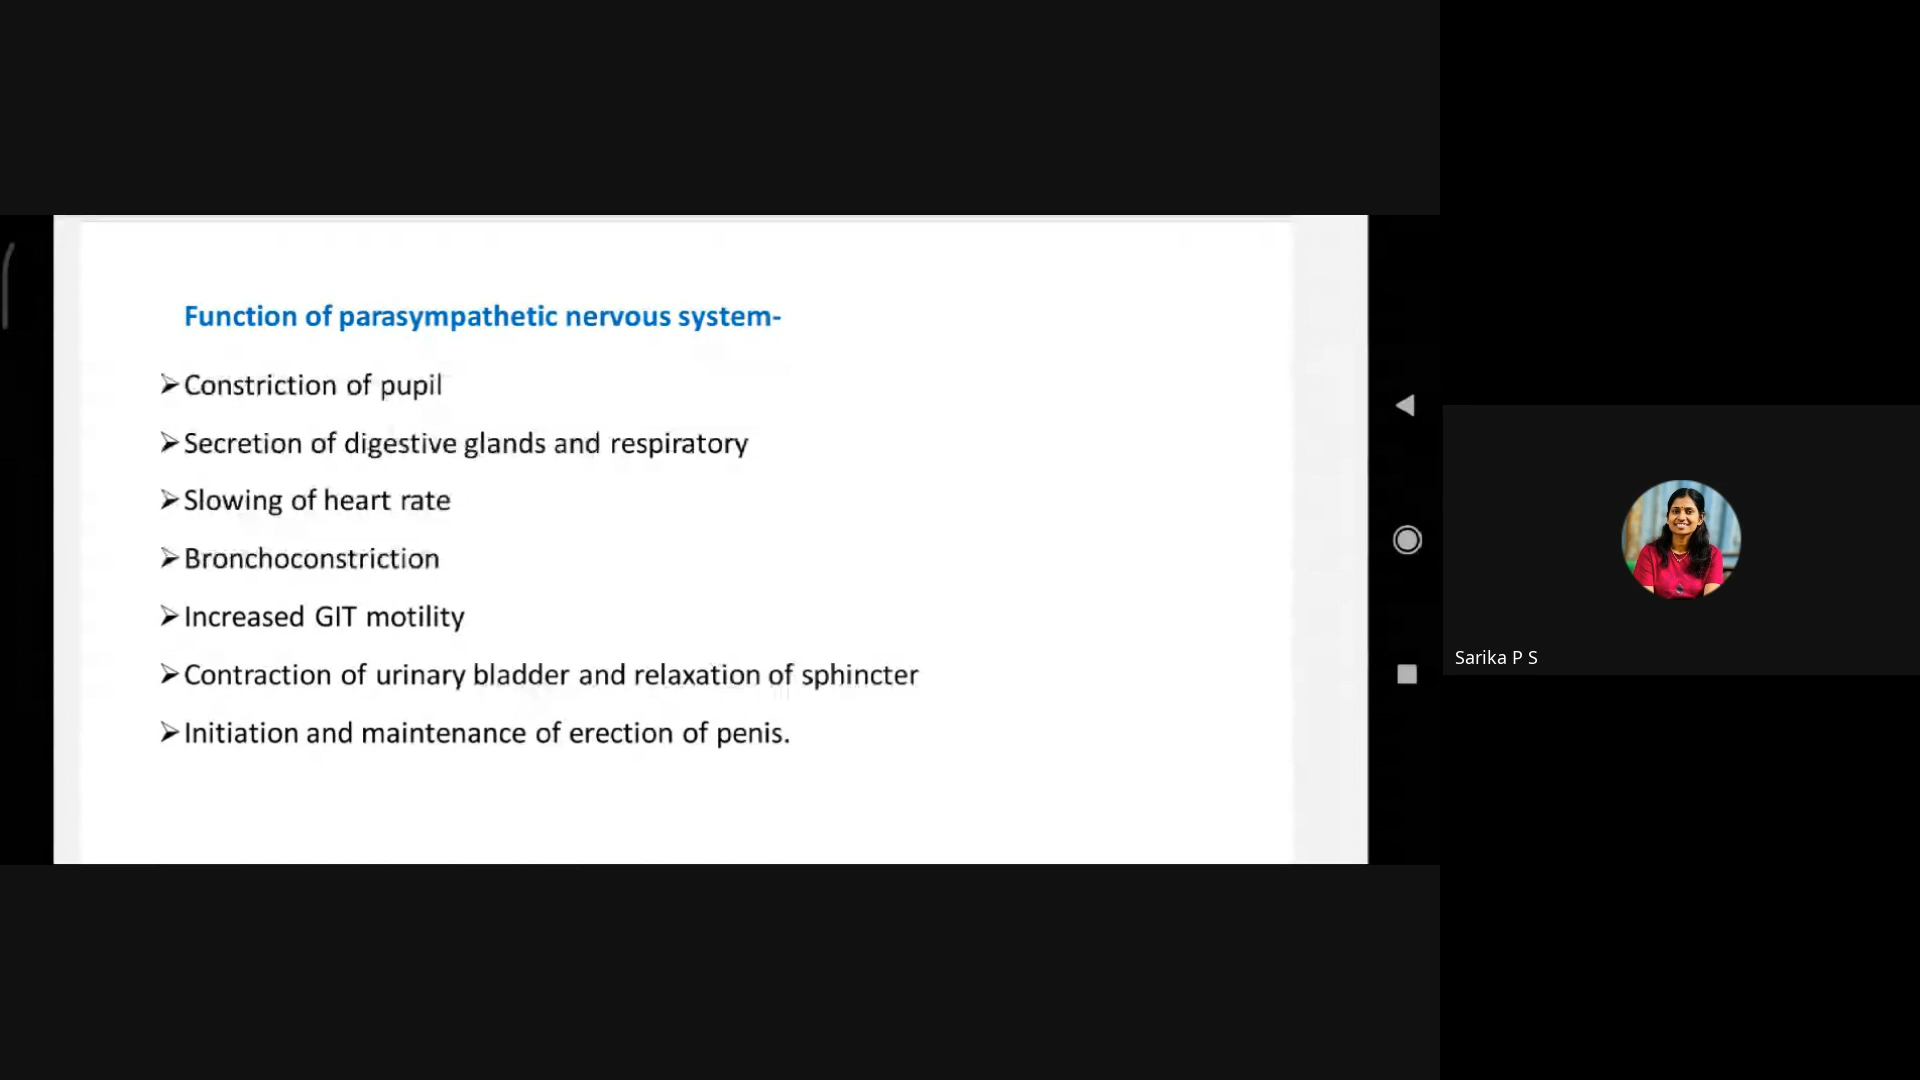 Function of parasympathetic nervous system-
➢Constriction of pupil
➢Secretion of digestive glands and respiratory
➢Slowing of heart rate
➢Bronchoconstriction
➢Increased GIT motility
➢Contraction of urinary bladder and relaxation of sphincter
➢Initiation and maintenance of erection of penis.
Sarika P S